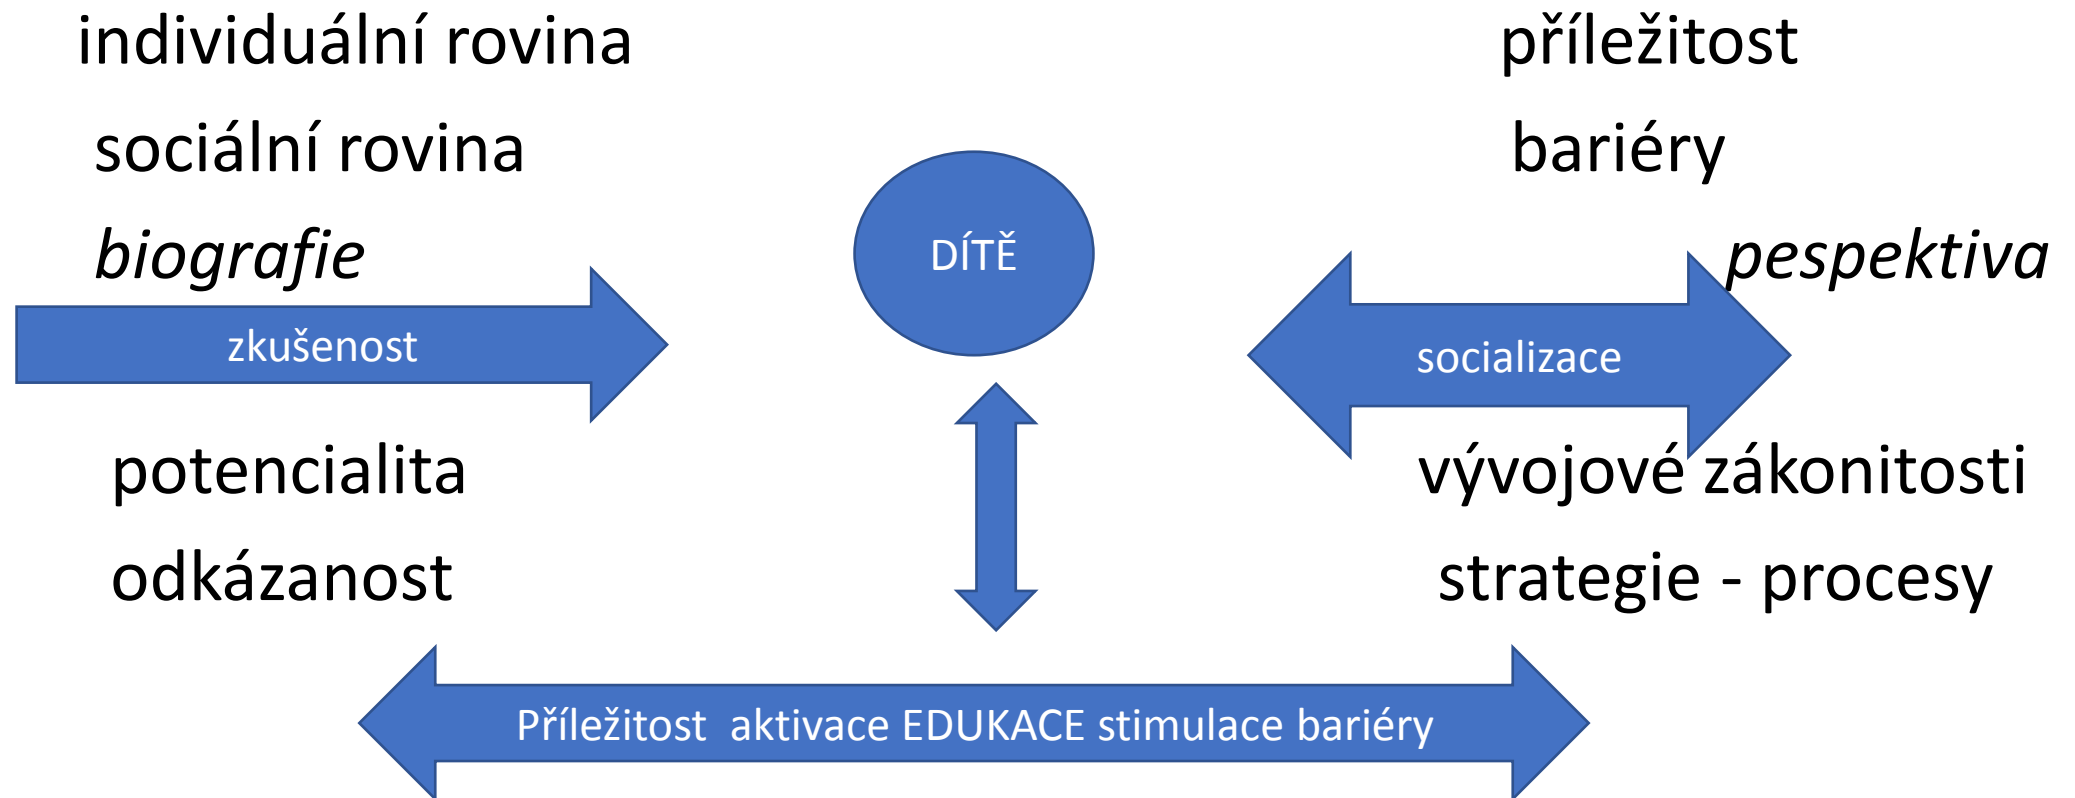 individuální rovina
příležitost
sociální rovina
bariéry
biografie
DÍTĚ
pespektiva
zkušenost
socializace
potencialita
vývojové zákonitosti
odkázanost
strategie - procesy
Příležitost  aktivace EDUKACE stimulace bariéry